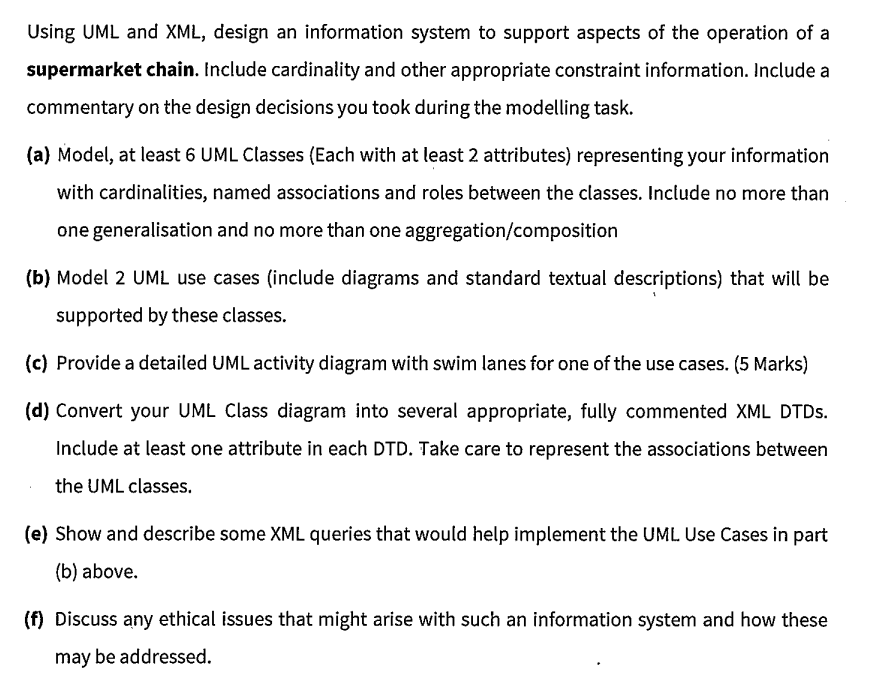 Using UML and XML, design an information system to support aspects of the operation of a
supermarket chain. Include cardinality and other appropriate constraint information. Include a
commentary on the design decisions you took during the modelling task.
(a) Model, at least 6 UML Classes (Each with at least 2 attributes) representing your information
with cardinalities, named associations and roles between the classes. Include no more than
one generalisation and no more than one aggregation/composition
(b) Model 2 UML use cases (include diagrams and standard textual descriptions) that will be
supported by these classes.
(c) Provide a detailed UML activity diagram with swim lanes for one of the use cases. (5 Marks)
(d) Convert your UML Class diagram into several appropriate, fully commented XML DTDs.
Include at least one attribute in each DTD. Take care to represent the associations between
the UML classes.
(e) Show and describe some XML queries that would help implement the UML Use Cases in part
(b) above.
(f) Discuss any ethical issues that might arise with such an information system and how these
may be addressed.